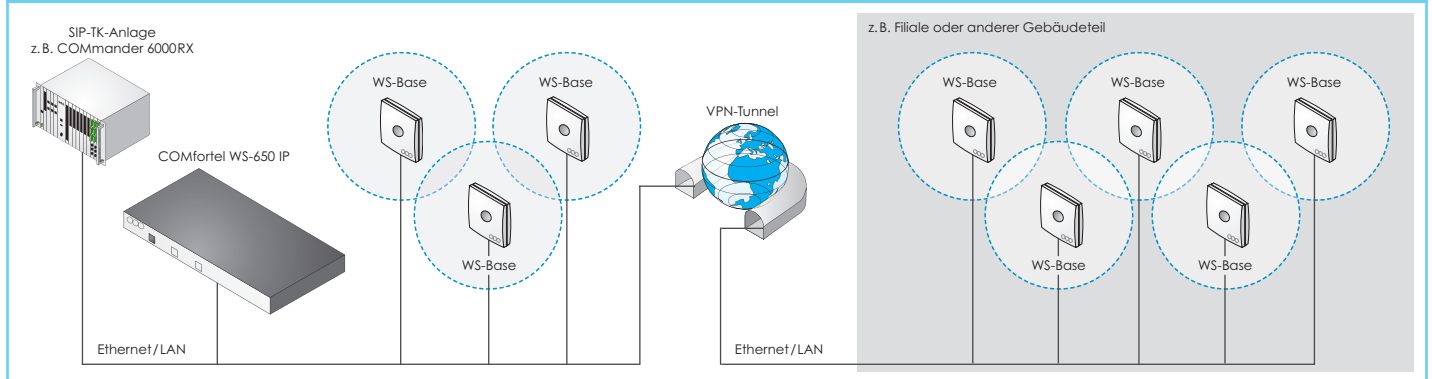 SIP-TK-Anlage
z. B. COMmander 6000RX
COMfortel WS-650 IP
Ethernet/LAN
WS-Base
WS-Base
WS-Base
VPN-Tunnel
Ethernet/LAN
z. B. Filiale oder anderer Gebäudeteil
WS-Base
WS-Base
WS-Base
WS-Base
WS-Base